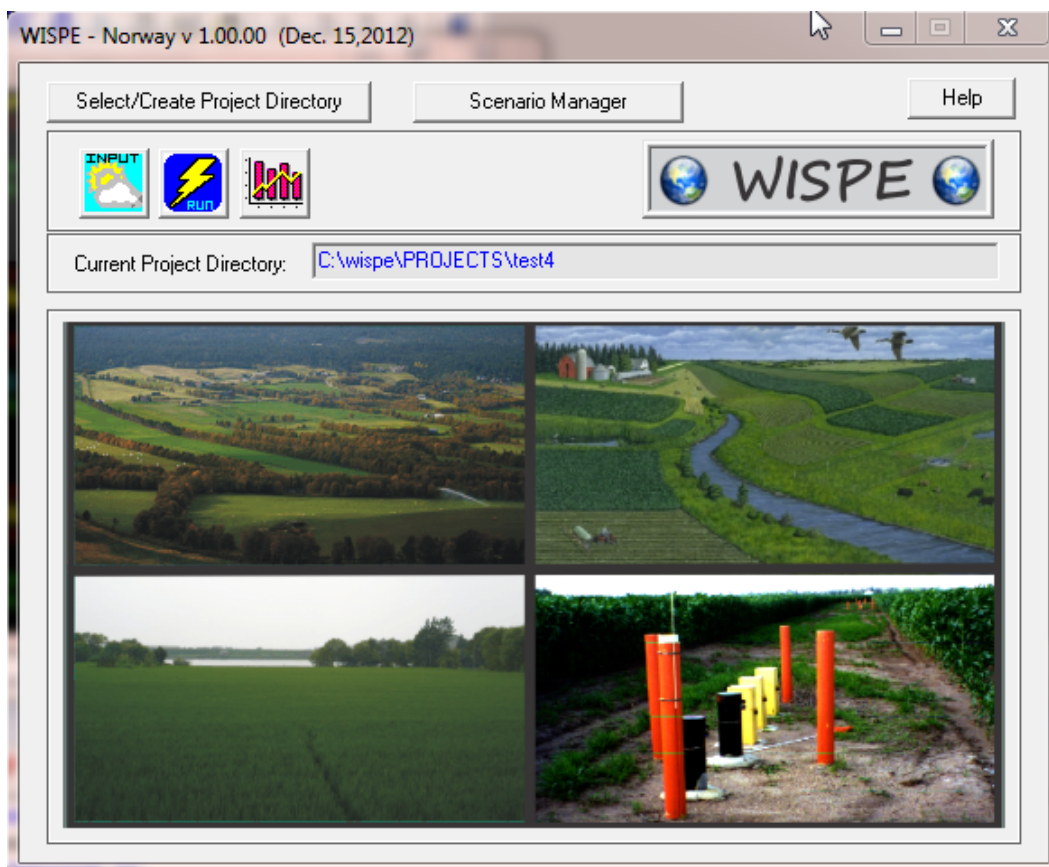 WISPE - Norway v 1.00.00 (Dec. 15,2012)
Select/Create Project Directory
Scenario Manager
Help
INPUT
RUN
WISPE
Current Project Directory:
C:\wispe\PROJECTS\test4